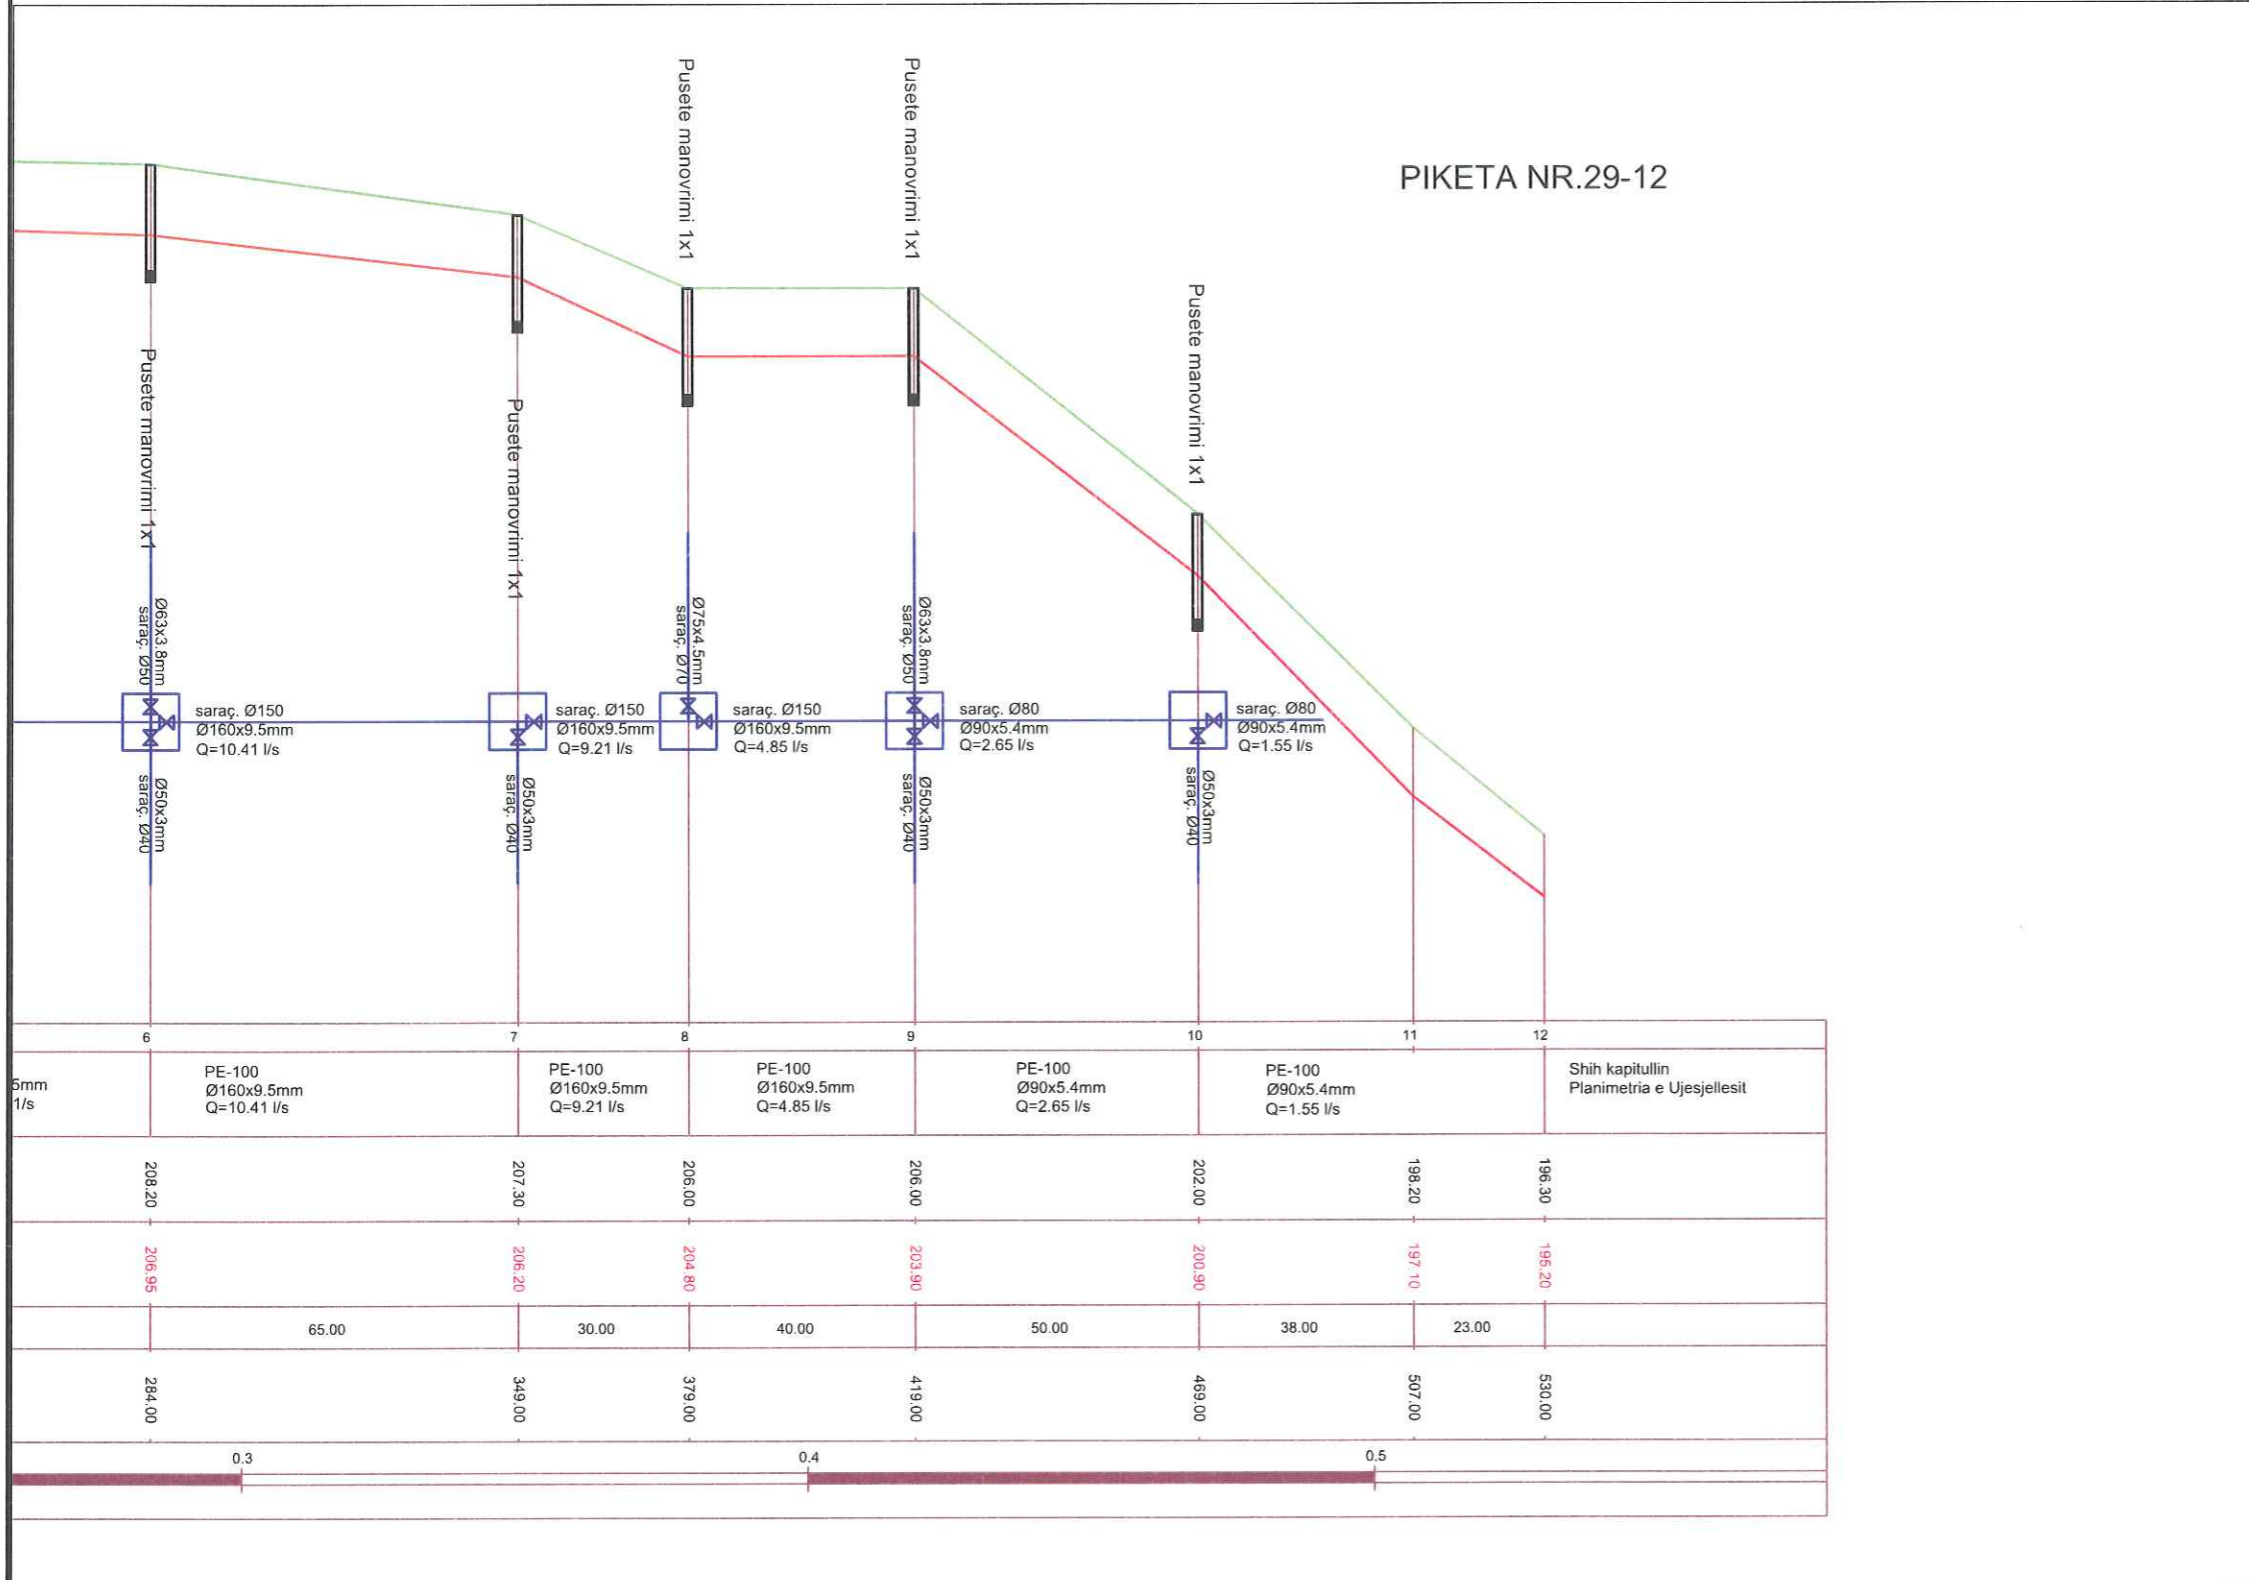 Pusete manovrimi 1x1
Pusete manovrimi 1x1
PIKETA NR.29-12
Pusete manovrimi 1x1
Pusete manovrimi 1x1
Pusete manovrimi 1x1
Ø63x3.8mm
saraç. Ø50
Ø75x4.5mm
saraç. Ø70
Ø63x3.8mm
saraç. Ø50
saraç. Ø150
Ø160x9.5mm
Q=10.41 l/s
saraç. Ø150
Ø160x9.5mm
Q=9.21 l/s
saraç. Ø150
Ø160x9.5mm
Q=4.85 l/s
saraç. Ø80
Ø90x5.4mm
Q=2.65 l/s
saraç. Ø80
Ø90x5.4mm
Q=1.55 l/s
Ø50x3mm
saraç. Ø40
Ø50x3mm
saraç. Ø40
Ø50x3mm
saraç. Ø40
Ø50x3mm
saraç. Ø40
6 7 8 9 10 11 12
5mm
1/s
PE-100
Ø160x9.5mm
Q=10.41 l/s
PE-100
Ø160x9.5mm
Q=9.21 l/s
PE-100
Ø160x9.5mm
Q=4.85 l/s
PE-100
Ø90x5.4mm
Q=2.65 l/s
PE-100
Ø90x5.4mm
Q=1.55 l/s
Shih kapitullin
Planimetria e Ujesjellesit
208.20 207.30 206.00 206.00 202.00 198.20 196.30
206.95 206.20 204.80 203.90 200.90 197.10 195.20
65.00 30.00 40.00 50.00 38.00 23.00
284.00 349.00 379.00 419.00 469.00 507.00 530.00
0.3 0.4 0.5